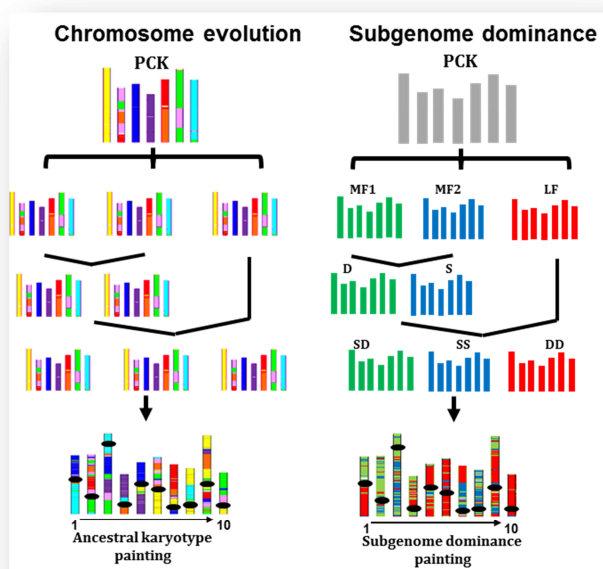 Chromosome evolution
PCK
1 10
Ancestral karyotype
painting
Subgenome dominance
PCK
MF1 MF2 LF
D S
SD SS DD
1 10
Subgenome dominance
painting